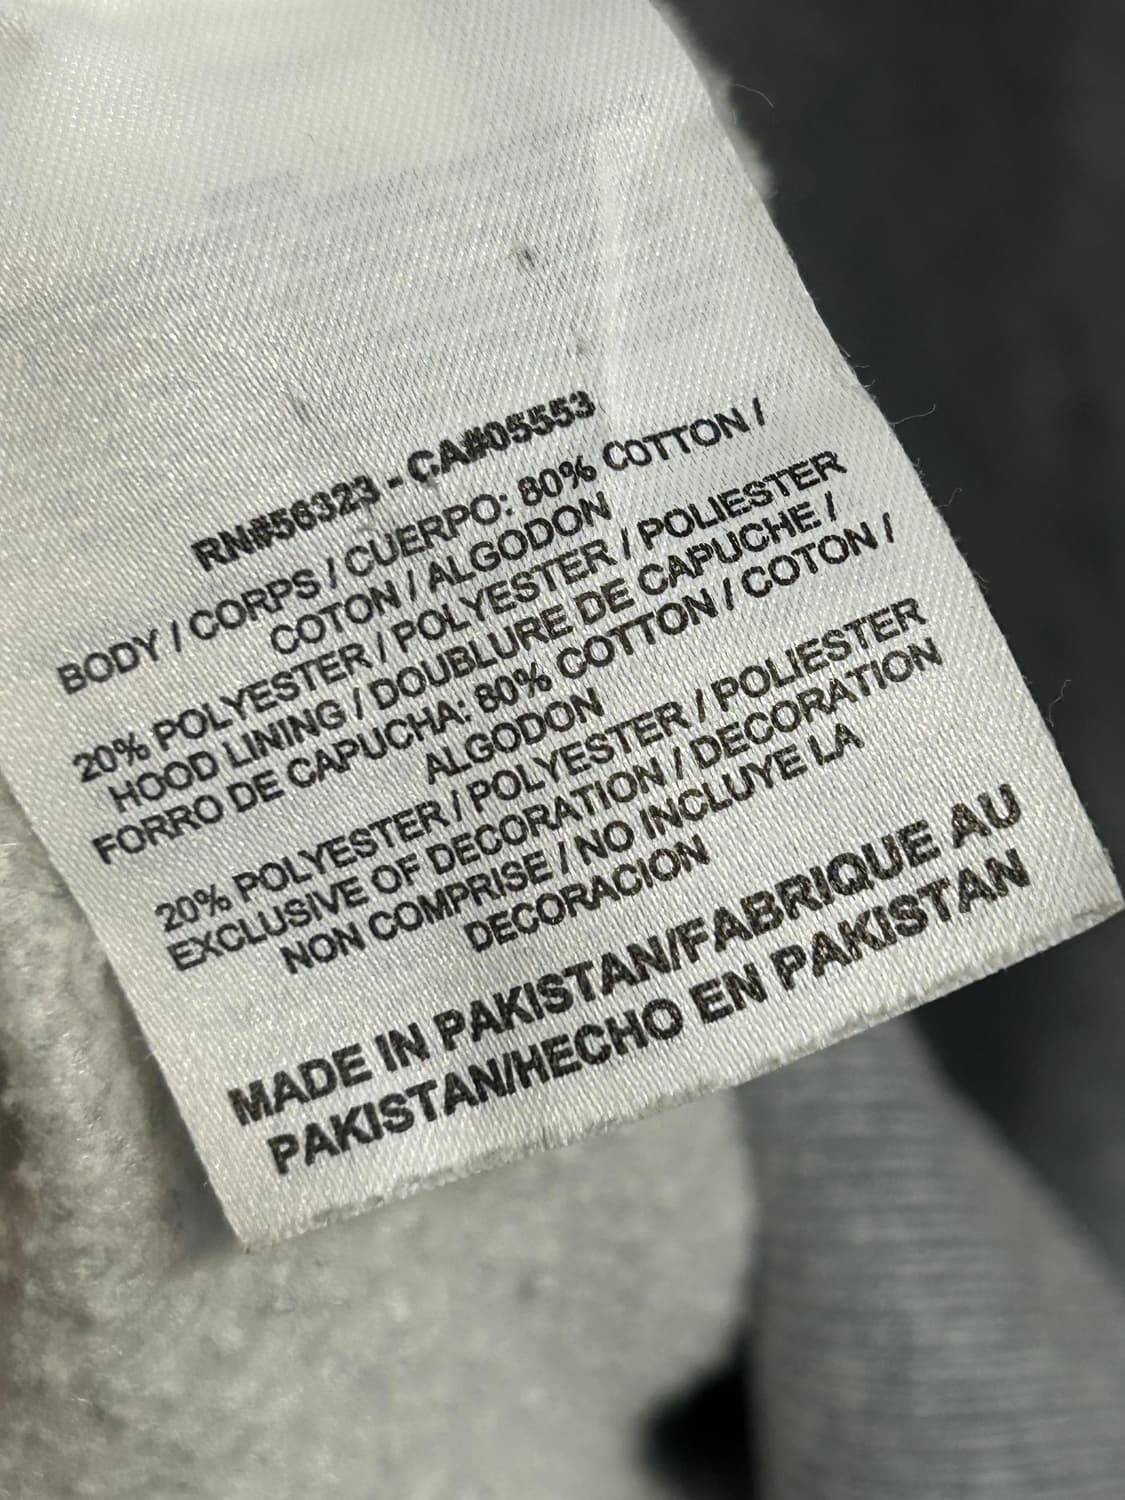 RN#56323 - CA#05553
BODY / CORPS / CUERPO: 80% COTTON /
COTON / ALGODON
20% POLYESTER / POLYESTER / POLIESTER
HOOD LINING / DOUBLURE DE CAPUCHE /
FORRO DE CAPUCHA: 80% COTTON / COTON /
ALGODON
20% POLYESTER / POLYESTER / POLIESTER
EXCLUSIVE OF DECORATION / DECORATION
NON COMPRISE / NO INCLUYE LA
DECORACION
MADE IN PAKISTAN/FABRIQUE AU
PAKISTAN/HECHO EN PAKISTAN